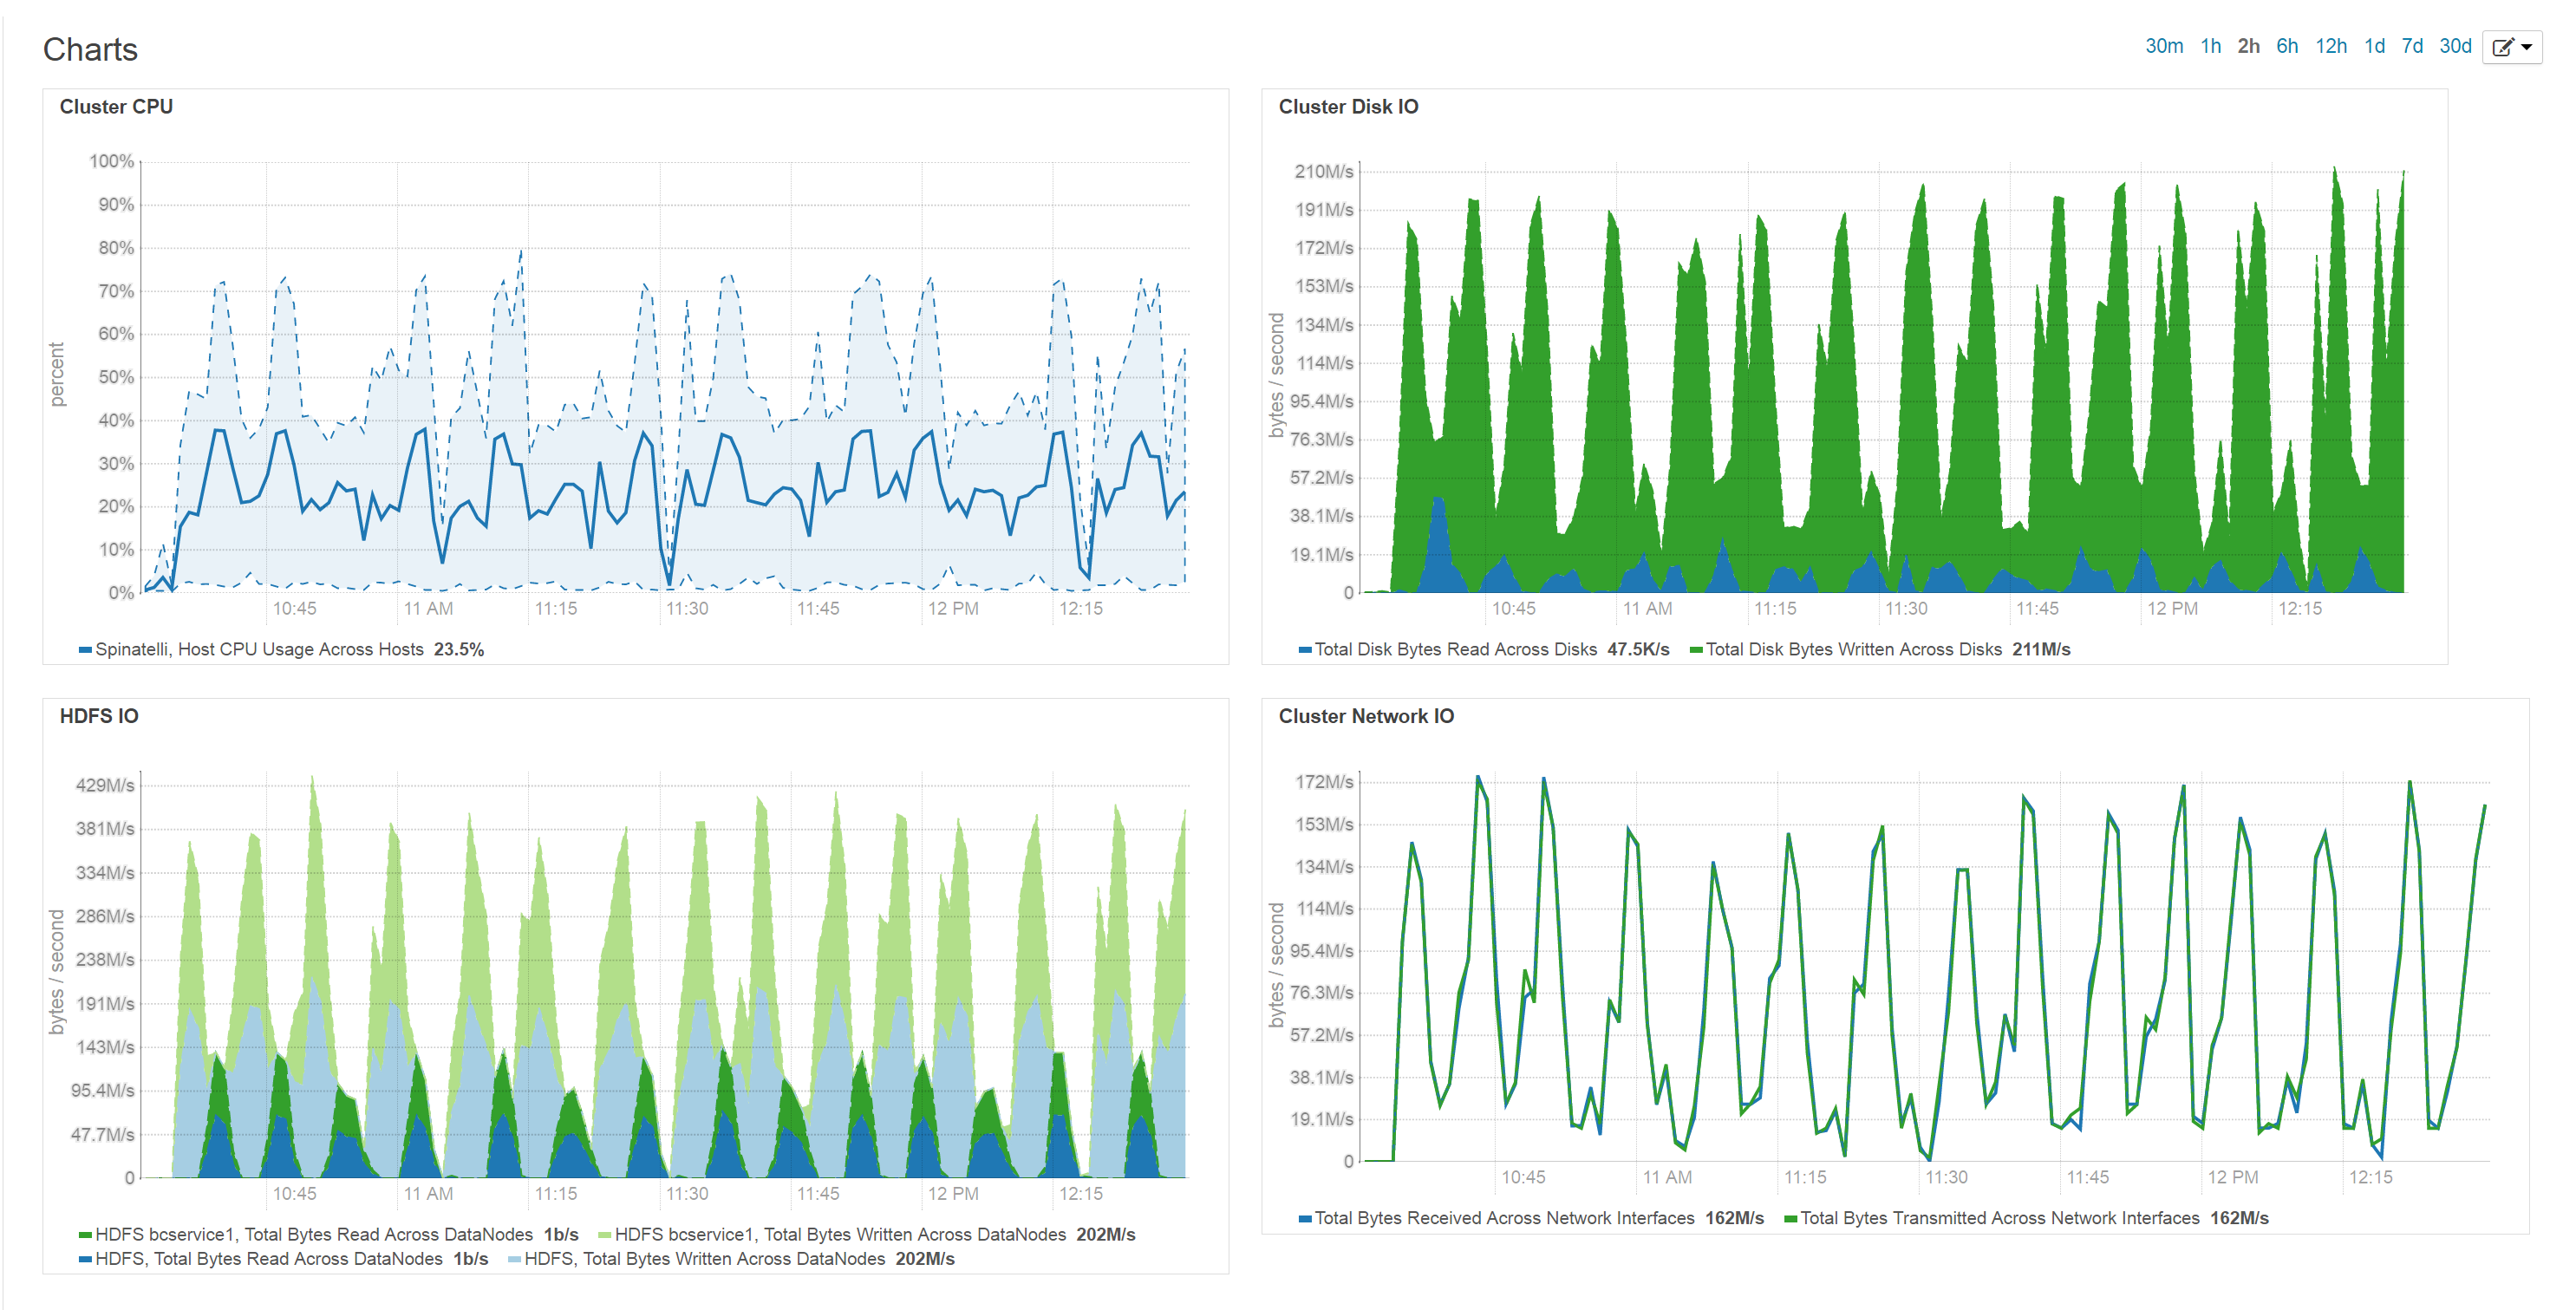 Charts
30m 1h 2h 6h 12h 1d 7d 30d
Cluster CPU
percent
100%
90%
80%
70%
60%
50%
40%
30%
20%
10%
0%
10:45 11 AM 11:15 11:30 11:45 12 PM 12:15
Spinatelli, Host CPU Usage Across Hosts 23.5%
Cluster Disk IO
bytes / second
210M/s
191M/s
172M/s
153M/s
134M/s
114M/s
95.4M/s
76.3M/s
57.2M/s
38.1M/s
19.1M/s
0
10:45 11 AM 11:15 11:30 11:45 12 PM 12:15
Total Disk Bytes Read Across Disks 47.5K/s Total Disk Bytes Written Across Disks 211M/s
HDFS IO
bytes / second
429M/s
381M/s
334M/s
286M/s
238M/s
191M/s
143M/s
95.4M/s
47.7M/s
0
10:45 11 AM 11:15 11:30 11:45 12 PM 12:15
HDFS bcservice1, Total Bytes Read Across DataNodes 1b/s HDFS bcservice1, Total Bytes Written Across DataNodes 202M/s
HDFS, Total Bytes Read Across DataNodes 1b/s HDFS, Total Bytes Written Across DataNodes 202M/s
Cluster Network IO
bytes / second
172M/s
153M/s
134M/s
114M/s
95.4M/s
76.3M/s
57.2M/s
38.1M/s
19.1M/s
0
10:45 11 AM 11:15 11:30 11:45 12 PM 12:15
Total Bytes Received Across Network Interfaces 162M/s Total Bytes Transmitted Across Network Interfaces 162M/s